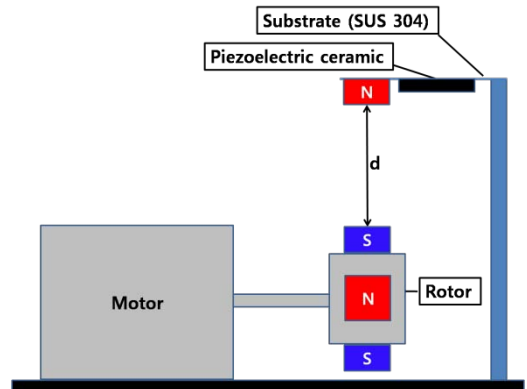 Substrate (SUS 304)
Piezoelectric ceramic
N
d
S
Motor
N
Rotor
S